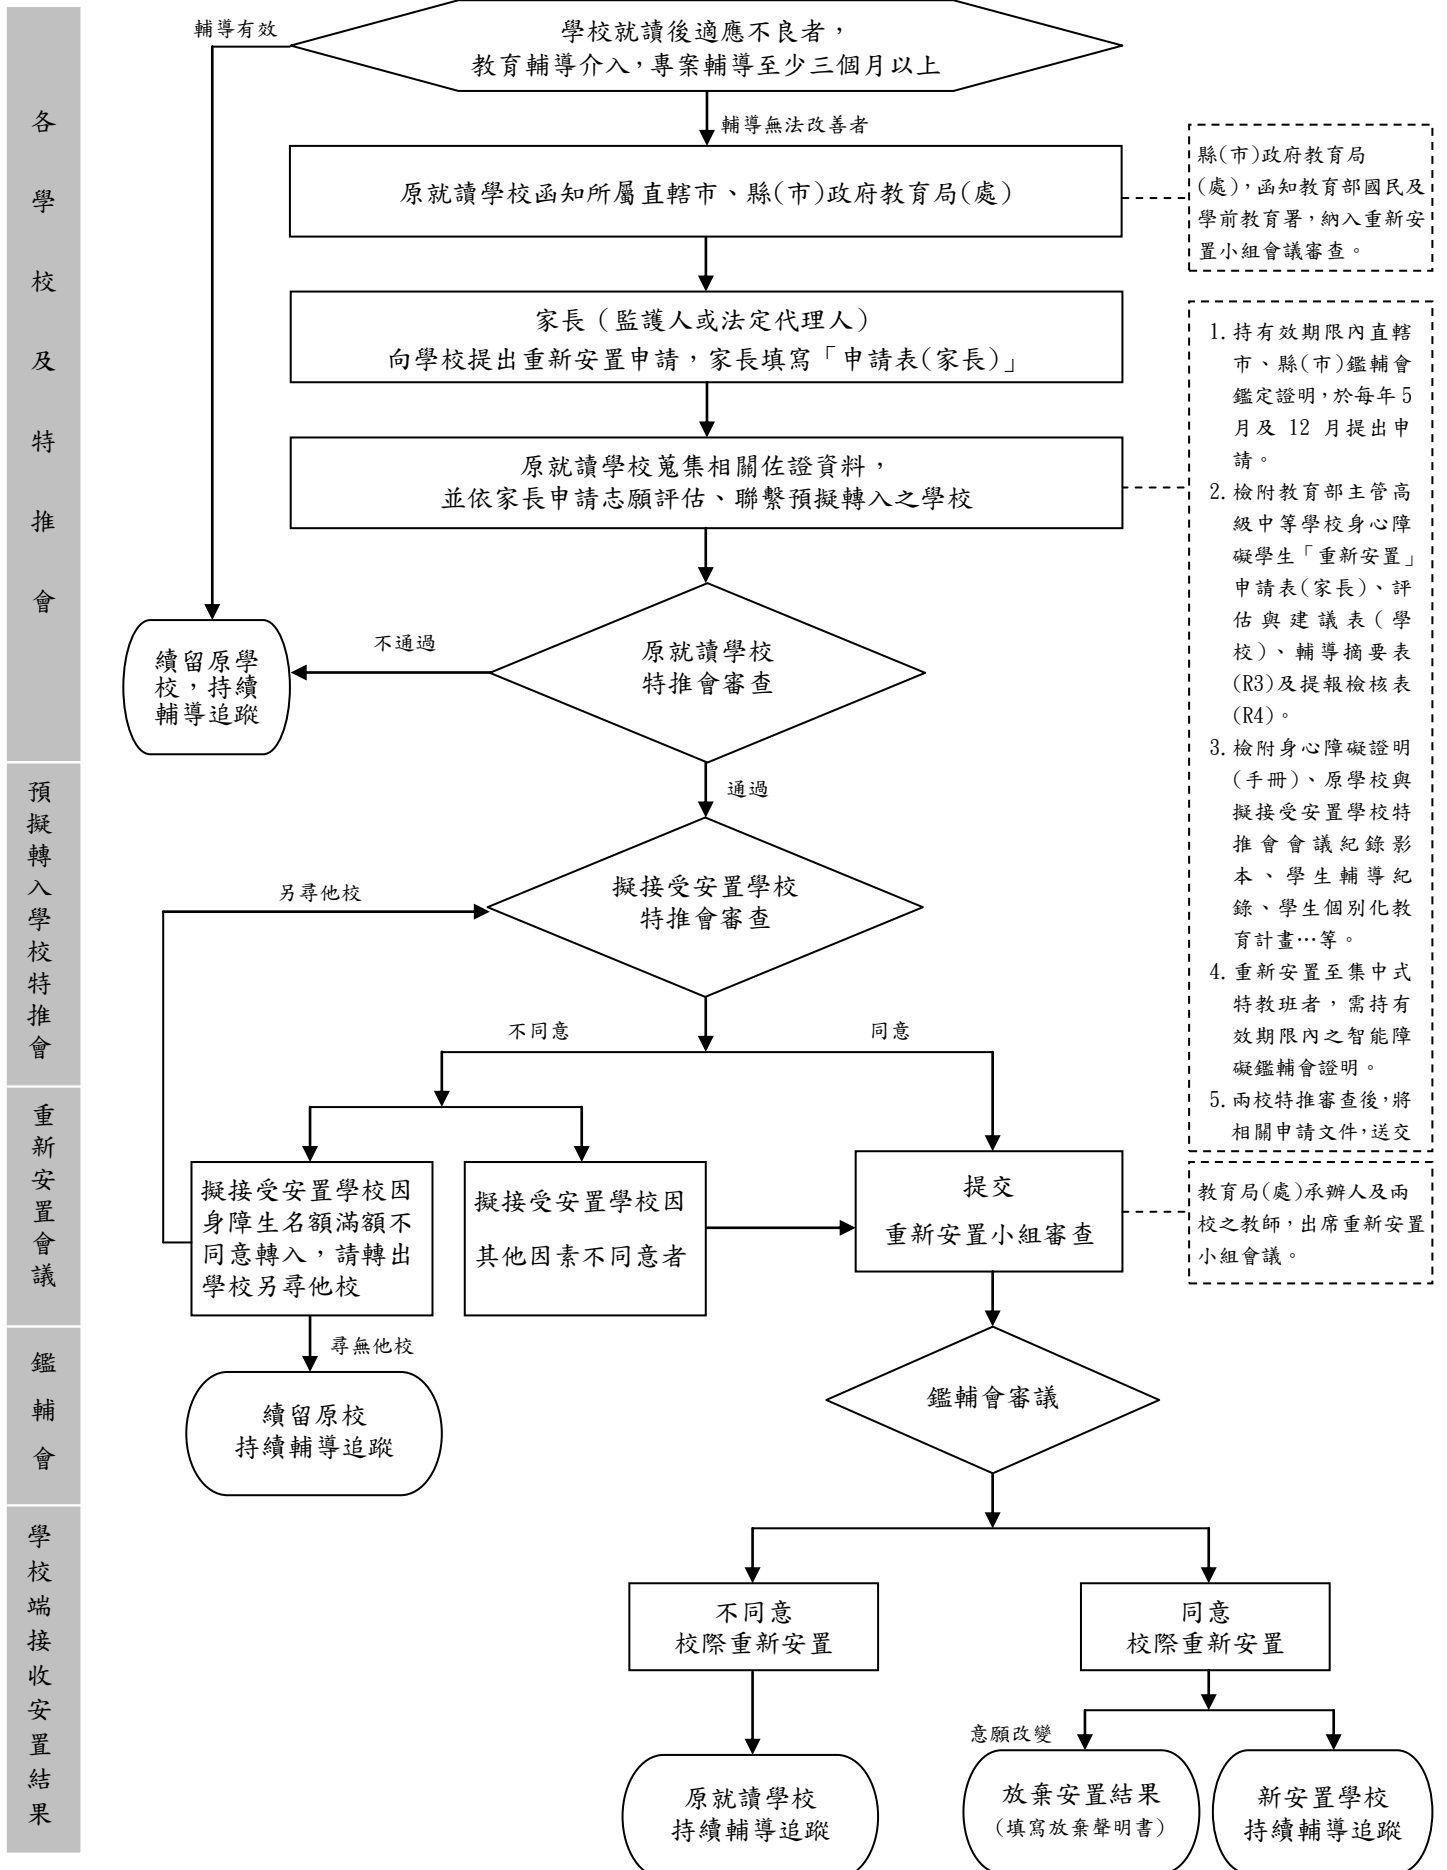 各學校及特推會
預擬轉入學校特推會
重新安置會議
鑑輔會
學校端接收安置結果
輔導有效
學校就讀後適應不良者，
教育輔導介入，專案輔導至少三個月以上
輔導無法改善者
原就讀學校函知所屬直轄市、縣(市)政府教育局(處)
縣(市)政府教育局
(處)，函知教育部國民及
學前教育署，納入重新安
置小組會議審查。
家長（監護人或法定代理人）
向學校提出重新安置申請，家長填寫「申請表(家長)」
原就讀學校蒐集相關佐證資料，
並依家長申請志願評估、聯繫預擬轉入之學校
1. 持有效期限內直轄
市、縣(市)鑑輔會
鑑定證明，於每年 5
月及 12 月提出申
請。
2. 檢附教育部主管高
級中等學校身心障
礙學生「重新安置」
申請表(家長)、評
估與建議表(學
校)、輔導摘要表
(R3)及提報檢核表
(R4)。
3. 檢附身心障礙證明
(手冊)、原學校與
擬接受安置學校特
推會會議紀錄影
本、學生輔導紀
錄、學生個別化教
育計畫…等。
4. 重新安置至集中式
特教班者，需持有
效期限內之智能障
礙鑑輔會證明。
5. 兩校特推審查後，將
相關申請文件，送交
不通過
原就讀學校
特推會審查
續留原學
校，持續
輔導追蹤
通過
另尋他校
擬接受安置學校
特推會審查
不同意
同意
擬接受安置學校因
身障生名額滿額不
同意轉入，請轉出
學校另尋他校
擬接受安置學校因
其他因素不同意者
提交
重新安置小組審查
教育局(處)承辦人及兩
校之教師，出席重新安置
小組會議。
尋無他校
續留原校
持續輔導追蹤
鑑輔會審議
不同意
校際重新安置
同意
校際重新安置
意願改變
原就讀學校
持續輔導追蹤
放棄安置結果
(填寫放棄聲明書)
新安置學校
持續輔導追蹤